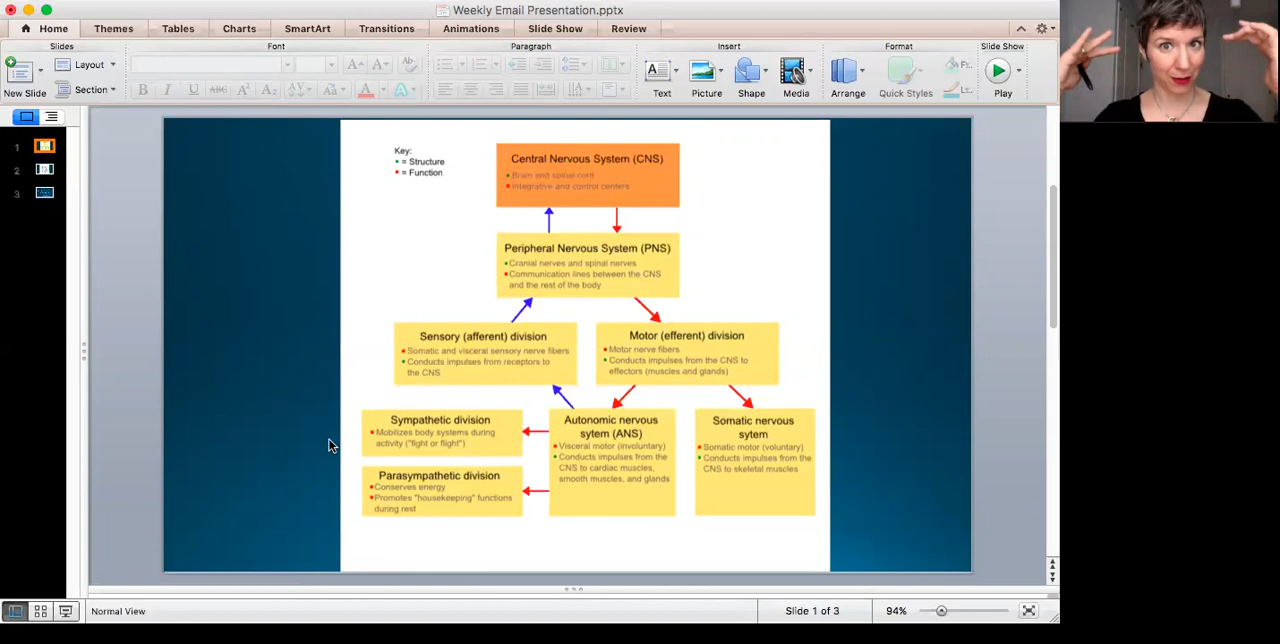 Weekly Email Presentation.pptx
Home Themes Tables Charts SmartArt Transitions Animations Slide Show Review
Slides Font Paragraph Insert Format Slide Show
Layout
Section
New Slide
B I U ABC A² A₂ AV Aa A A
Text Picture Shape Media Arrange Quick Styles Play
1
2
3
Key:
= Structure
= Function
Central Nervous System (CNS)
Brain and spinal cord
Integrative and control centers
Peripheral Nervous System (PNS)
Cranial nerves and spinal nerves
Communication lines between the CNS
and the rest of the body
Sensory (afferent) division
Somatic and visceral sensory nerve fibers
Conducts impulses from receptors to
the CNS
Motor (efferent) division
Motor nerve fibers
Conducts impulses from the CNS to
effectors (muscles and glands)
Sympathetic division
Mobilizes body systems during
activity ("fight or flight")
Parasympathetic division
Conserves energy
Promotes "housekeeping" functions
during rest
Autonomic nervous
sytem (ANS)
Visceral motor (involuntary)
Conducts impulses from the
CNS to cardiac muscles,
smooth muscles, and glands
Somatic nervous
sytem
Somatic motor (voluntary)
Conducts impulses from the
CNS to skeletal muscles
Normal View Slide 1 of 3 94%